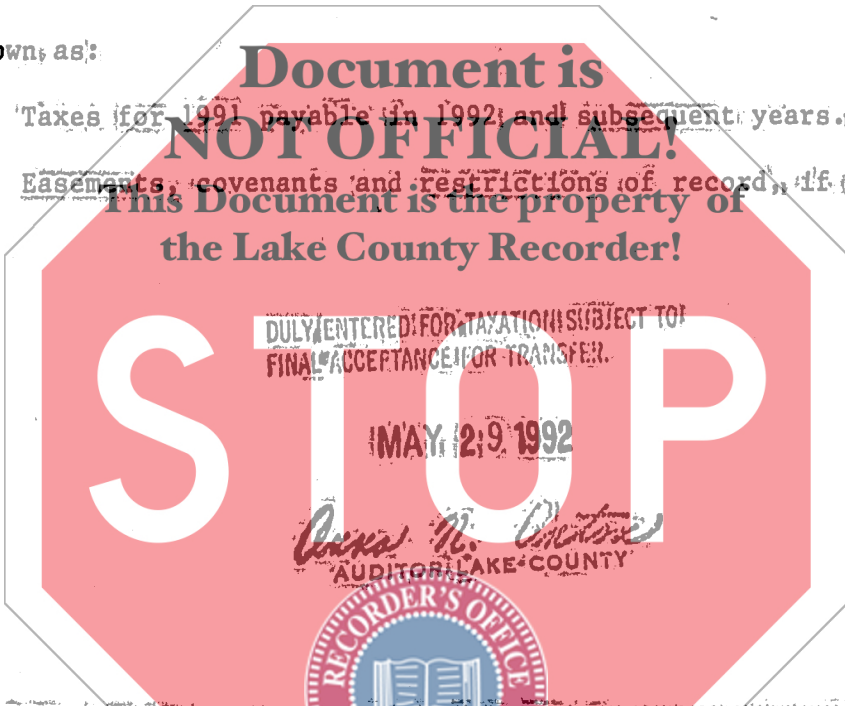 own as:
Document is
Taxes for 1991 payable in 1992 and subsequent years.
NOT OFFICIAL!
Easements, covenants and restrictions of record, if
This Document is the property of
the Lake County Recorder!
DULY ENTERED FOR TAXATION SUBJECT TO
FINAL ACCEPTANCE FOR TRANSFER.
STOP
MAY 29 1992
Anna N. Anton
AUDITOR LAKE COUNTY
RECORDER'S OFFICE